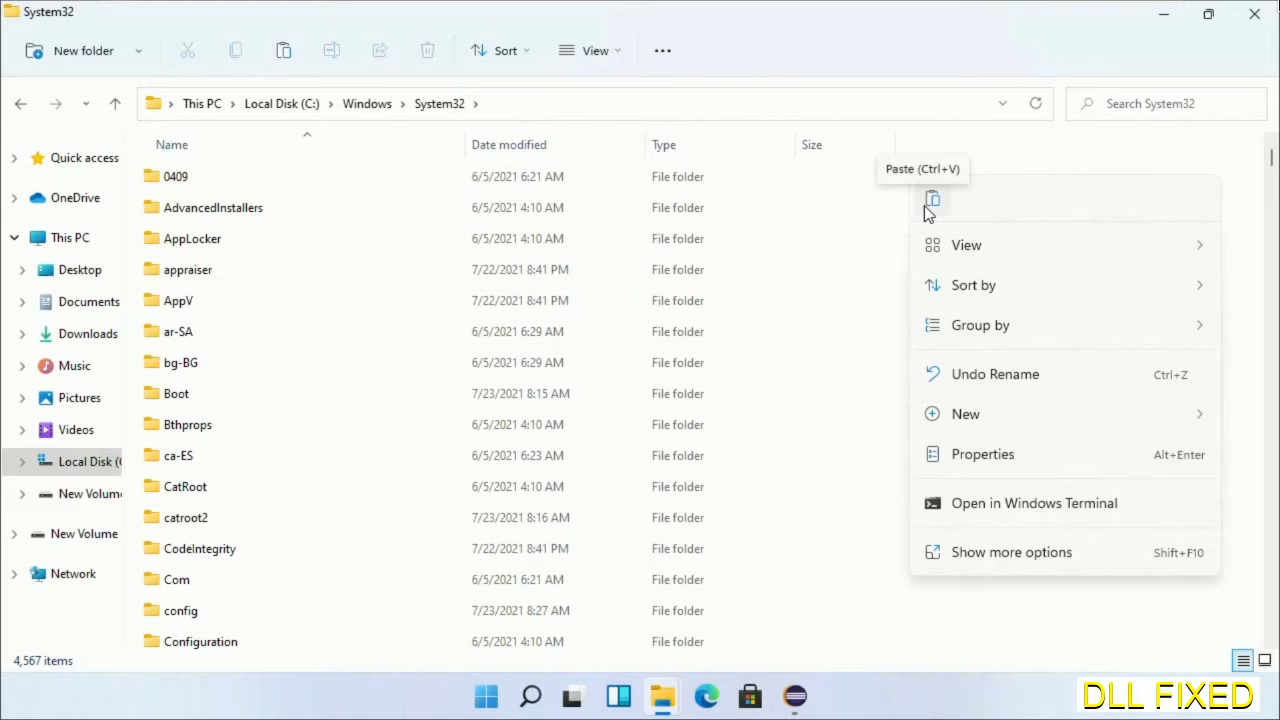 System32
New folder
Sort
View
This PC
Local Disk (C:)
Windows
System32
Search System32
Name
Date modified
Type
Size
Quick access
OneDrive
This PC
Desktop
Documents
Downloads
Music
Pictures
Videos
Local Disk (C
New Volum
New Volume
Network
0409 6/5/2021 6:21 AM File folder
AdvancedInstallers 6/5/2021 4:10 AM File folder
AppLocker 6/5/2021 4:10 AM File folder
appraiser 7/22/2021 8:41 PM File folder
AppV 7/22/2021 8:41 PM File folder
ar-SA 6/5/2021 6:29 AM File folder
bg-BG 6/5/2021 6:29 AM File folder
Boot 7/23/2021 8:15 AM File folder
Bthprops 6/5/2021 4:10 AM File folder
ca-ES 6/5/2021 6:23 AM File folder
CatRoot 6/5/2021 4:10 AM File folder
catroot2 7/23/2021 8:16 AM File folder
CodeIntegrity 7/22/2021 8:41 PM File folder
Com 6/5/2021 6:21 AM File folder
config 7/23/2021 8:27 AM File folder
Configuration 6/5/2021 4:10 AM File folder
Paste (Ctrl+V)
View
Sort by
Group by
Undo Rename Ctrl+Z
New
Properties Alt+Enter
Open in Windows Terminal
Show more options Shift+F10
4,567 items
DLL FIXED